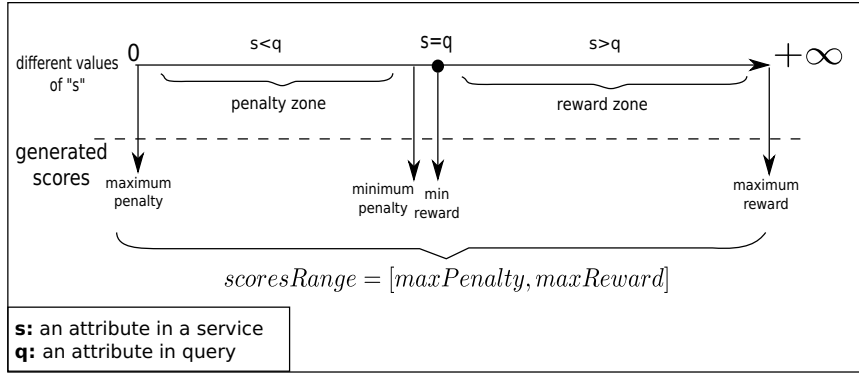 0 s<q s=q s>q +∞
different values
of "s"
penalty zone reward zone
generated
scores
maximum
penalty
minimum
penalty
min
reward
maximum
reward
scoresRange = [maxPenalty, maxReward]
s: an attribute in a service
q: an attribute in query